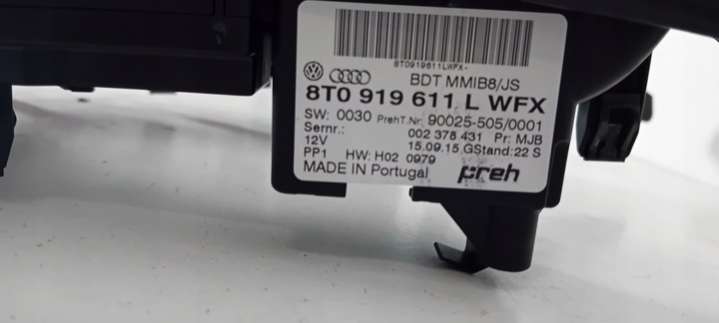 8T0919611LWFX-
BDT MMIB8/JS
8T0 919 611 L WFX
SW: 0030 PrehT.Nr. 90025-505/0001
Sernr.: 002 378 431 Pr: MJB
12V 15.09.15 GStand:22 S
PP1 HW: H02 0979
MADE IN Portugal preh